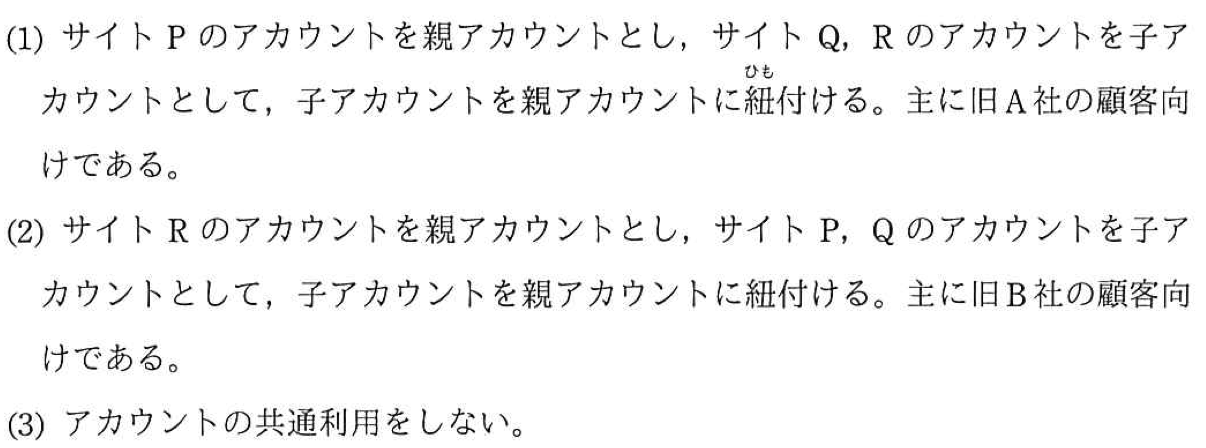 (1) サイト P のアカウントを親アカウントとし，サイト Q，R のアカウントを子ア
ひも
カウントとして，子アカウントを親アカウントに紐付ける。主に旧A社の顧客向
けである。
(2) サイト R のアカウントを親アカウントとし，サイト P，Q のアカウントを子ア
カウントとして，子アカウントを親アカウントに紐付ける。主に旧B社の顧客向
けである。
(3) アカウントの共通利用をしない。